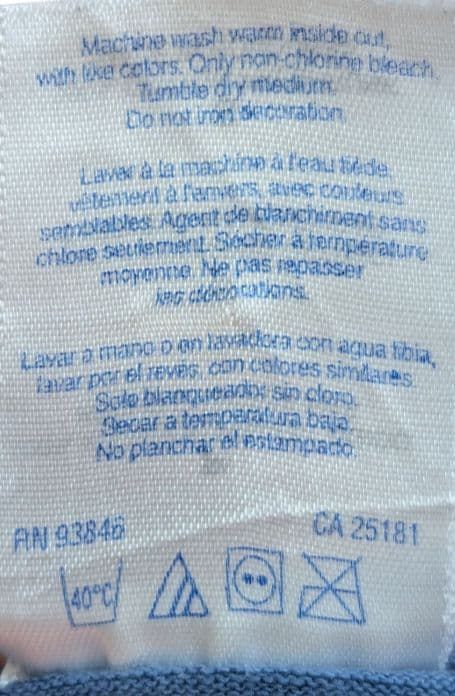 Machine wash warm inside out,
with like colors. Only non-chlorine bleach.
Tumble dry medium.
Do not iron decoration.
Laver à la machine à l'eau tiède,
vêtement à l'envers, avec couleurs
semblables. Agent de blanchiment sans
chlore seulement. Sécher à température
moyenne. Ne pas repasser
les décorations.
Lavar a mano o en lavadora con agua tibia,
lavar por el reves, con colores similares.
Solo blanqueador sin cloro.
Secar a temperatura baja.
No planchar el estampado.
RN 93846 CA 25181
40°C